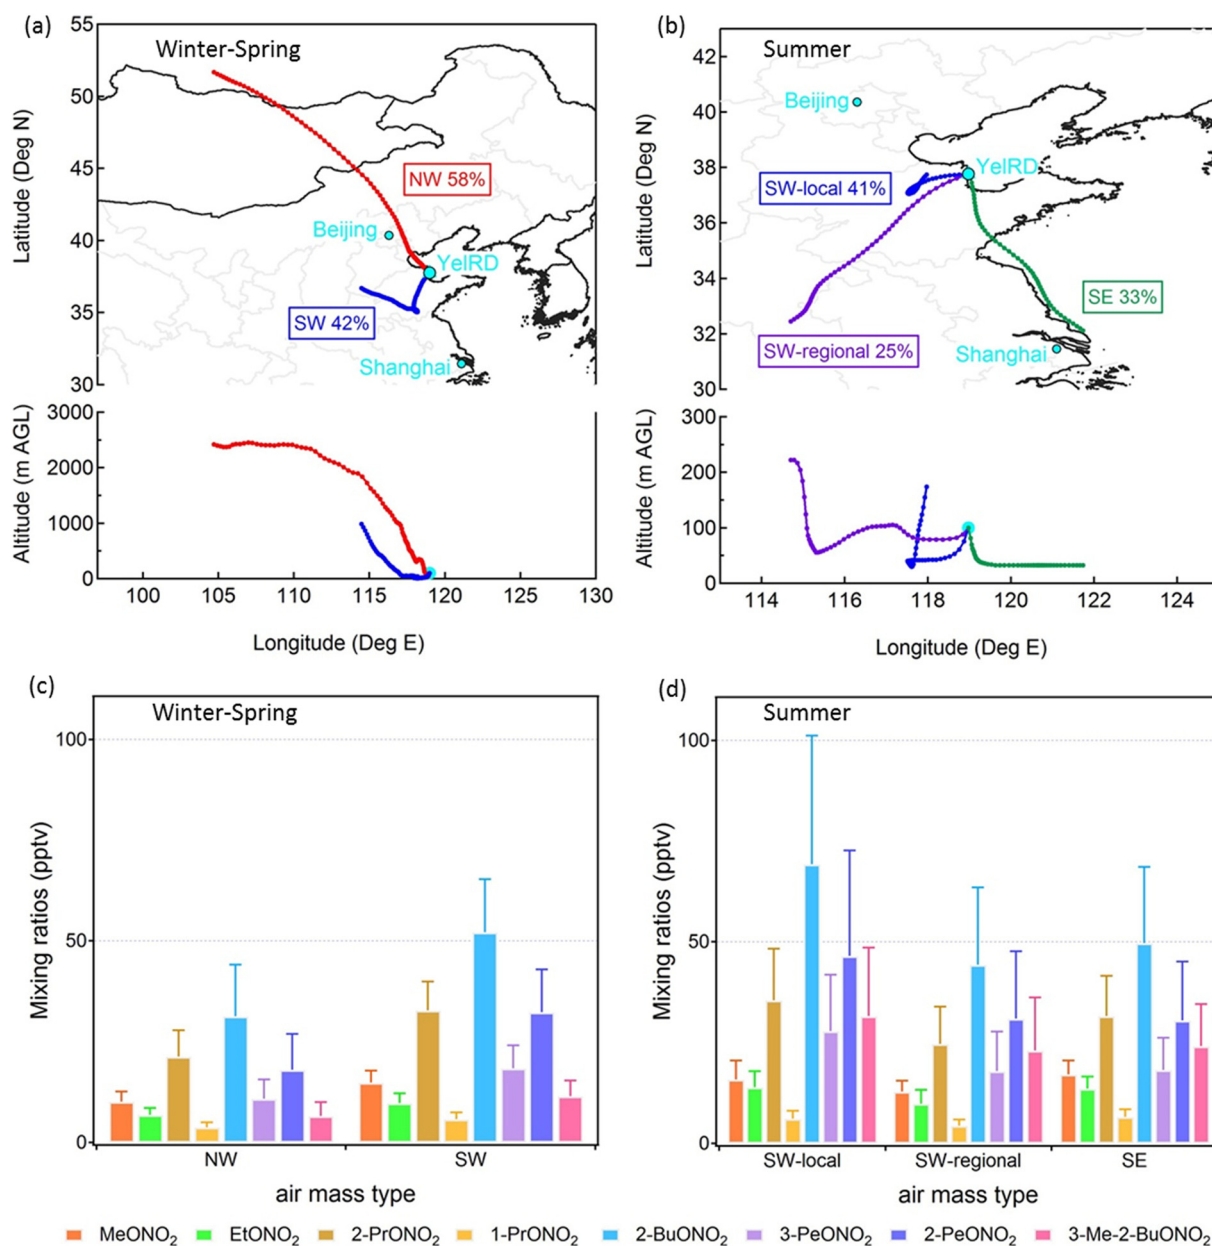 (a)
Winter-Spring
55
50
45
40
35
30
Latitude (Deg N)
NW 58%
Beijing
YelRD
SW 42%
Shanghai
3000
2000
1000
0
Altitude (m AGL)
100 105 110 115 120 125 130
Longitude (Deg E)
(b)
Summer
42
40
38
36
34
32
30
Latitude (Deg N)
Beijing
YelRD
SW-local 41%
SE 33%
SW-regional 25%
Shanghai
300
200
100
0
Altitude (m AGL)
114 116 118 120 122 124
Longitude (Deg E)
(c)
Winter-Spring
100
50
0
Mixing ratios (pptv)
NW SW
air mass type
(d)
Summer
100
50
0
Mixing ratios (pptv)
SW-local SW-regional SE
air mass type
MeONO₂ EtONO₂ 2-PrONO₂ 1-PrONO₂ 2-BuONO₂ 3-PeONO₂ 2-PeONO₂ 3-Me-2-BuONO₂